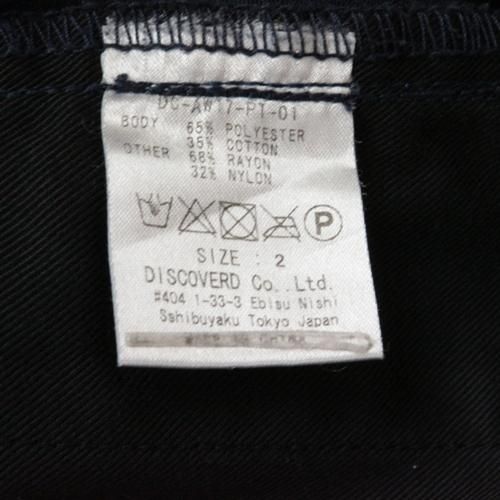 DC-AW17-PT-01
BODY 65% POLYESTER
35% COTTON
OTHER 68% RAYON
32% NYLON
P
SIZE : 2
DISCOVERD Co.,Ltd.
#404 1-33-3 Ebisu Nishi
Sshibuyaku Tokyo Japan